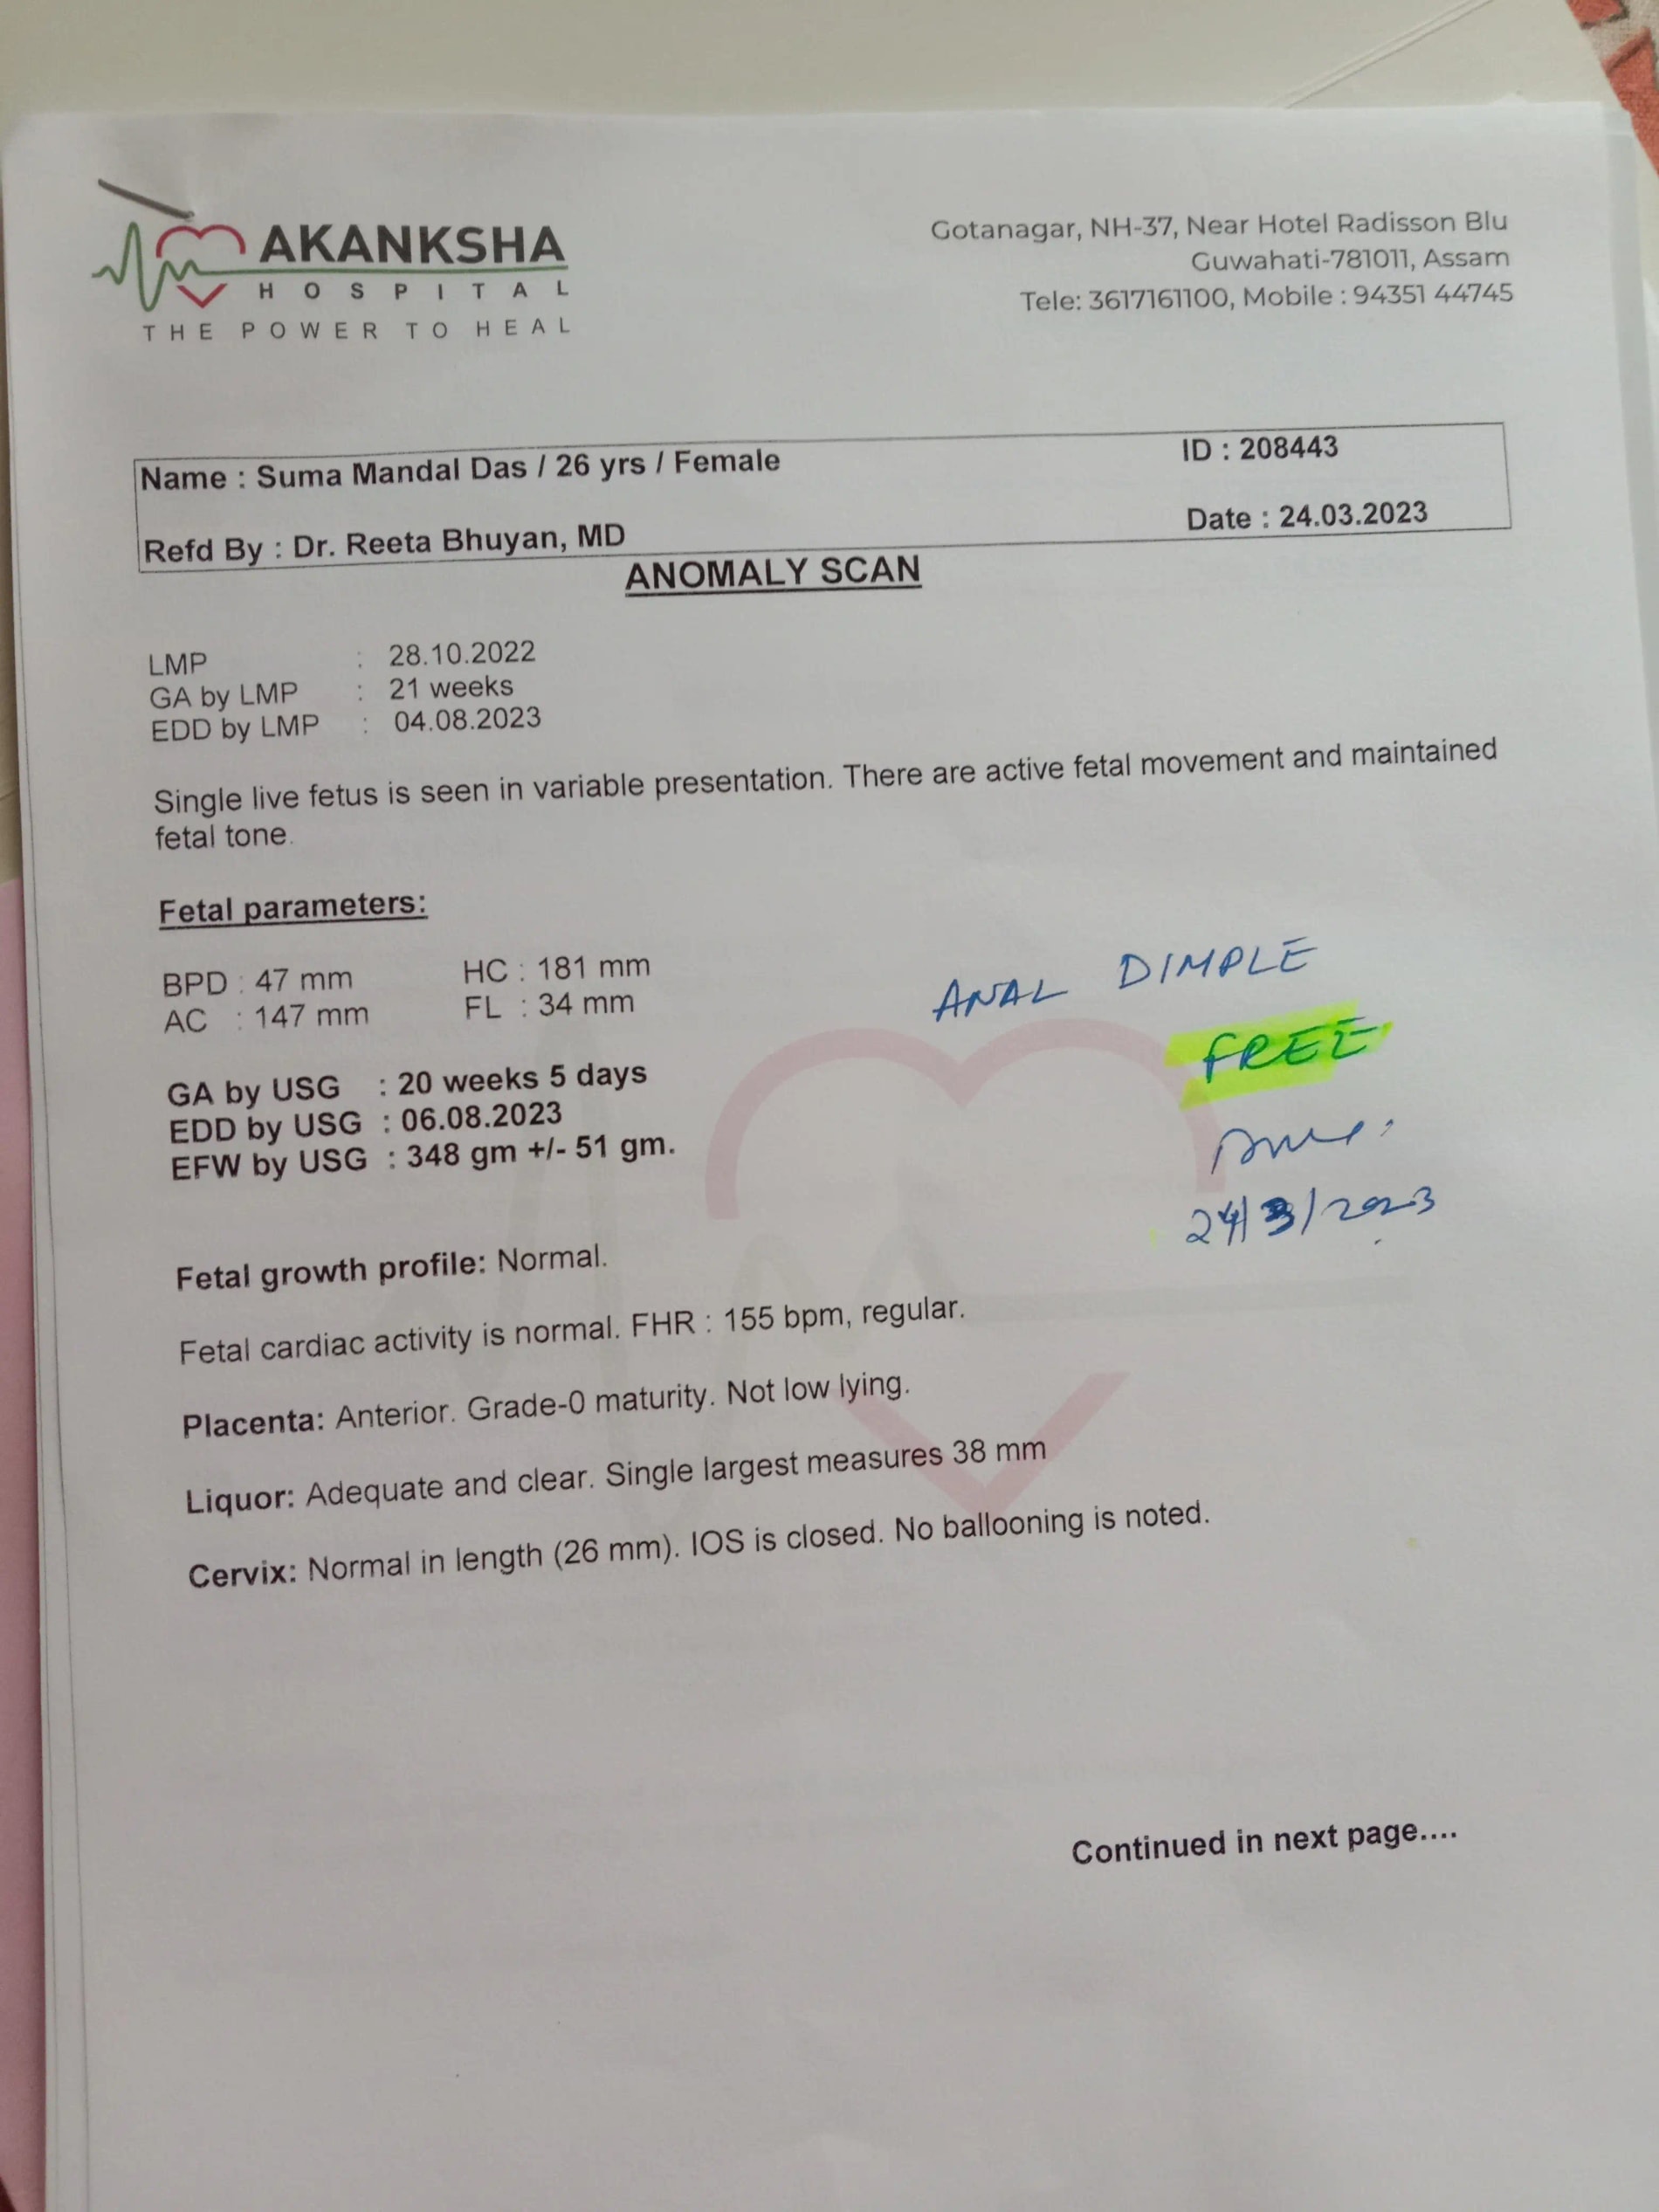 AKANKSHA
HOSPITAL
THE POWER TO HEAL
Gotanagar, NH-37, Near Hotel Radisson Blu
Guwahati-781011, Assam
Tele: 3617161100, Mobile : 94351 44745
Name : Suma Mandal Das / 26 yrs / Female
ID : 208443
Refd By : Dr. Reeta Bhuyan, MD
Date : 24.03.2023
ANOMALY SCAN
LMP : 28.10.2022
GA by LMP : 21 weeks
EDD by LMP : 04.08.2023
Single live fetus is seen in variable presentation. There are active fetal movement and maintained
fetal tone.
Fetal parameters:
BPD : 47 mm HC : 181 mm
AC : 147 mm FL : 34 mm
ANAL DIMPLE
FREE
24/3/2023
GA by USG : 20 weeks 5 days
EDD by USG : 06.08.2023
EFW by USG : 348 gm +/- 51 gm.
Fetal growth profile: Normal.
Fetal cardiac activity is normal. FHR : 155 bpm, regular.
Placenta: Anterior. Grade-0 maturity. Not low lying.
Liquor: Adequate and clear. Single largest measures 38 mm
Cervix: Normal in length (26 mm). IOS is closed. No ballooning is noted.
Continued in next page....